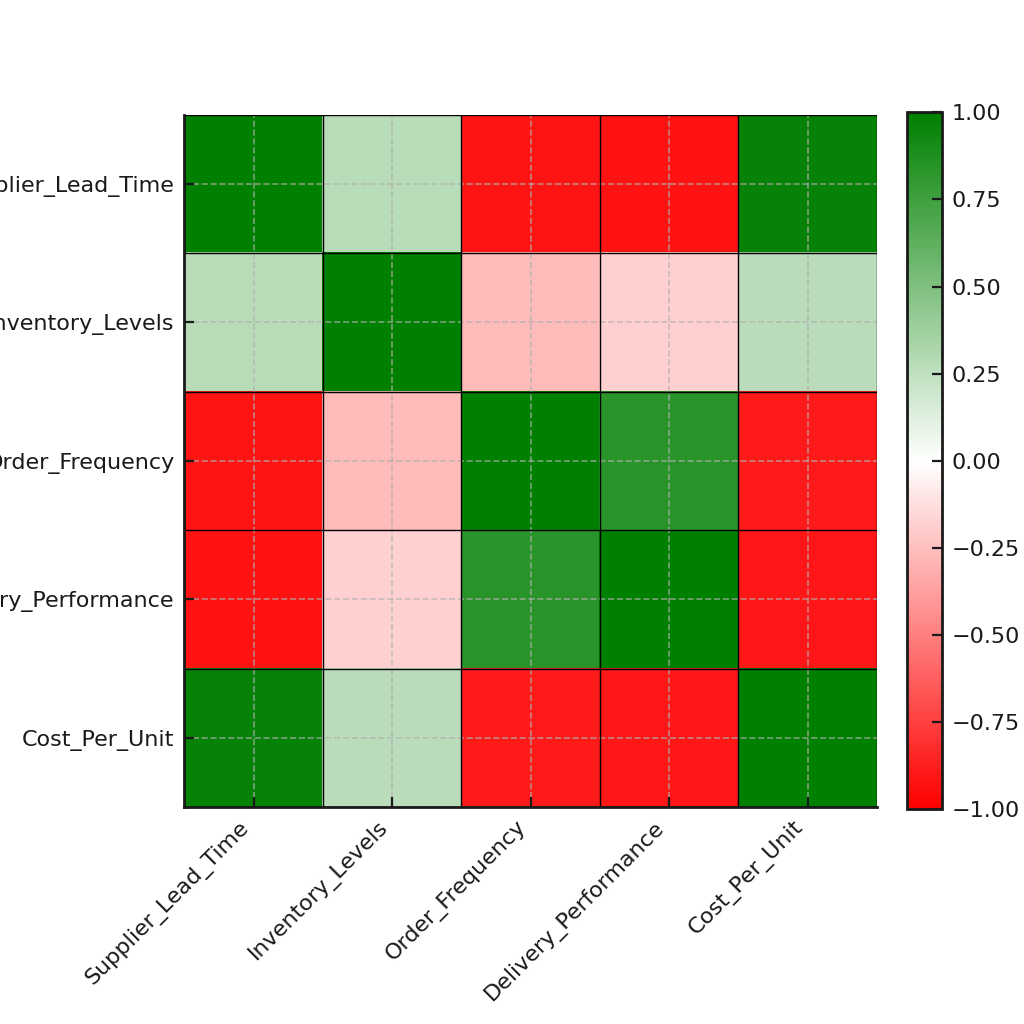 plier_Lead_Time
nventory_Levels
Order_Frequency
ry_Performance
Cost_Per_Unit
Supplier_Lead_Time
Inventory_Levels
Order_Frequency
Delivery_Performance
Cost_Per_Unit
1.00
0.75
0.50
0.25
0.00
−0.25
−0.50
−0.75
−1.00